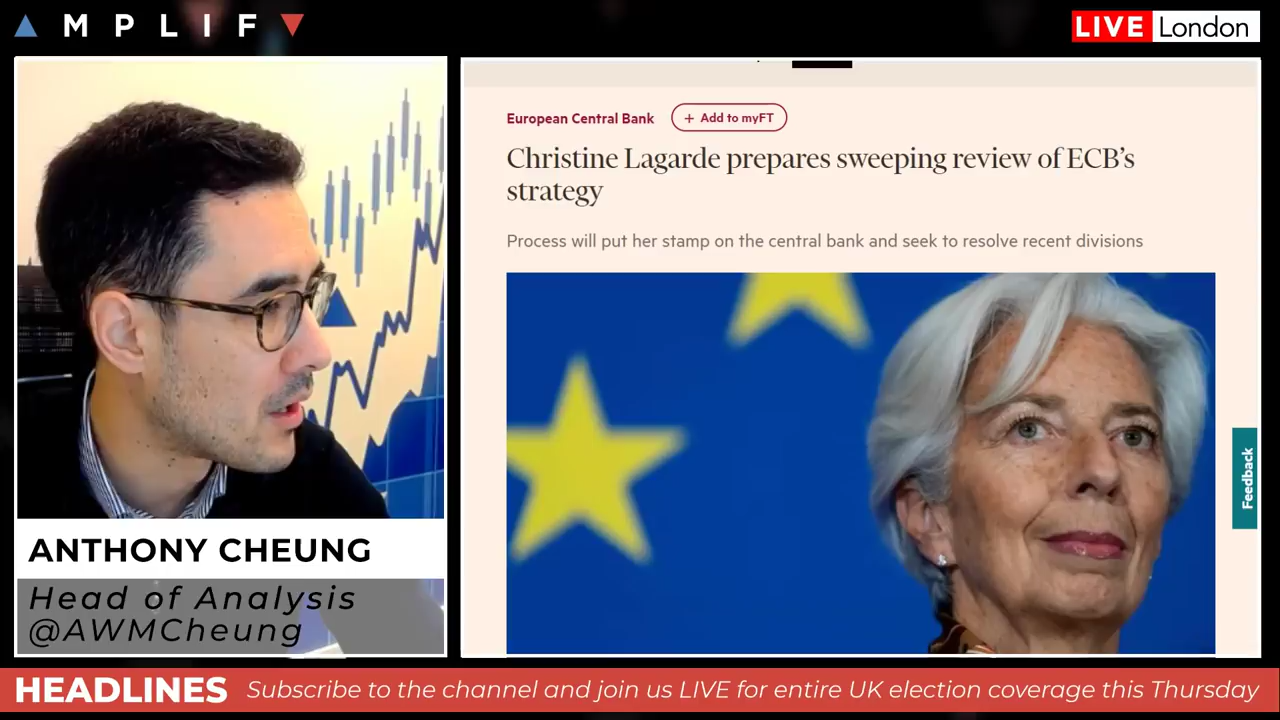 AMPLIFY
LIVE London
European Central Bank
+ Add to myFT
Christine Lagarde prepares sweeping review of ECB's
strategy
Process will put her stamp on the central bank and seek to resolve recent divisions
Feedback
ANTHONY CHEUNG
Head of Analysis
@AWMCheung
HEADLINES Subscribe to the channel and join us LIVE for entire UK election coverage this Thursday